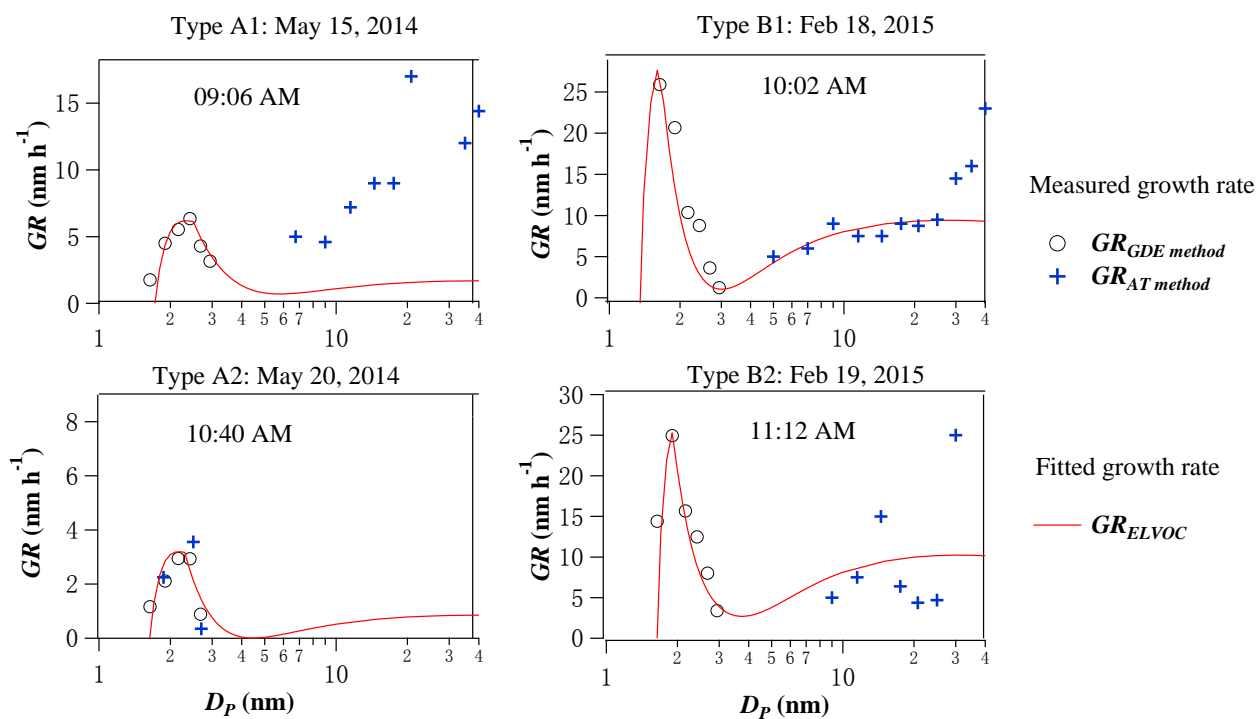 Type A1: May 15, 2014
09:06 AM
GR (nm h⁻¹)
15
10
5
0
2 3 4 5 6 7 2 3 4
1 10
Type B1: Feb 18, 2015
10:02 AM
GR (nm h⁻¹)
25
20
15
10
5
0
2 3 4 5 6 7 2 3 4
1 10
Type A2: May 20, 2014
10:40 AM
GR (nm h⁻¹)
8
6
4
2
0
2 3 4 5 6 7 2 3 4
1 10
D_P (nm)
Type B2: Feb 19, 2015
11:12 AM
GR (nm h⁻¹)
30
25
20
15
10
5
0
2 3 4 5 6 7 2 3 4
1 10
D_P (nm)
Measured growth rate
GR_GDE method
GR_AT method
Fitted growth rate
GR_ELVOC